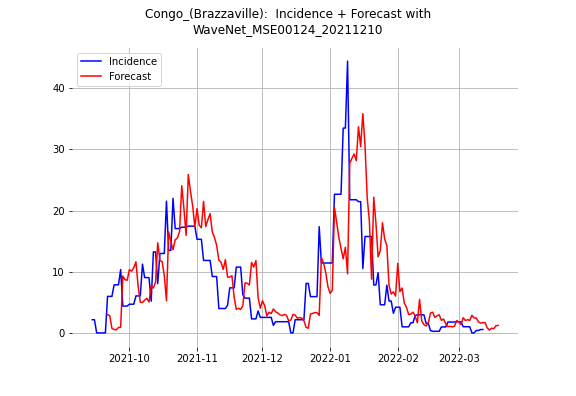 Congo_(Brazzaville):  Incidence + Forecast with
WaveNet_MSE00124_20211210
Incidence
Forecast
40
30
20
10
0
2021-10
2021-11
2021-12
2022-01
2022-02
2022-03